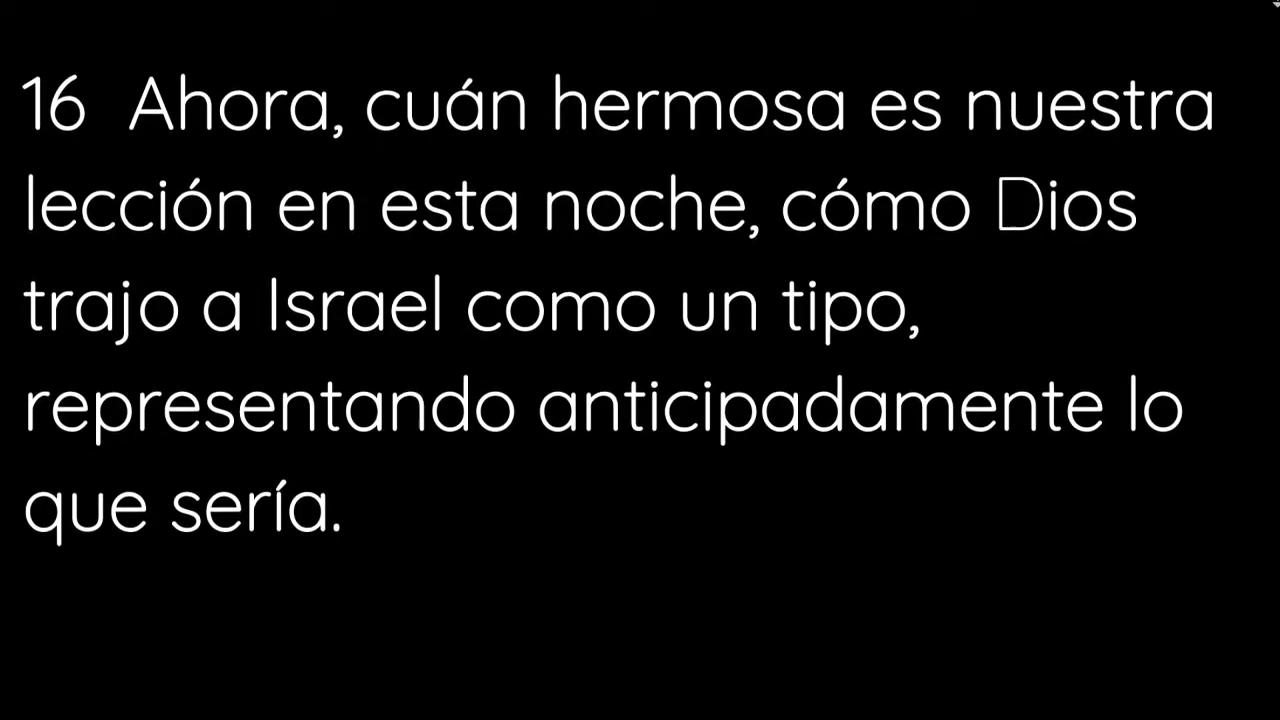 16 Ahora, cuán hermosa es nuestra
lección en esta noche, cómo Dios
trajo a Israel como un tipo,
representando anticipadamente lo
que sería.